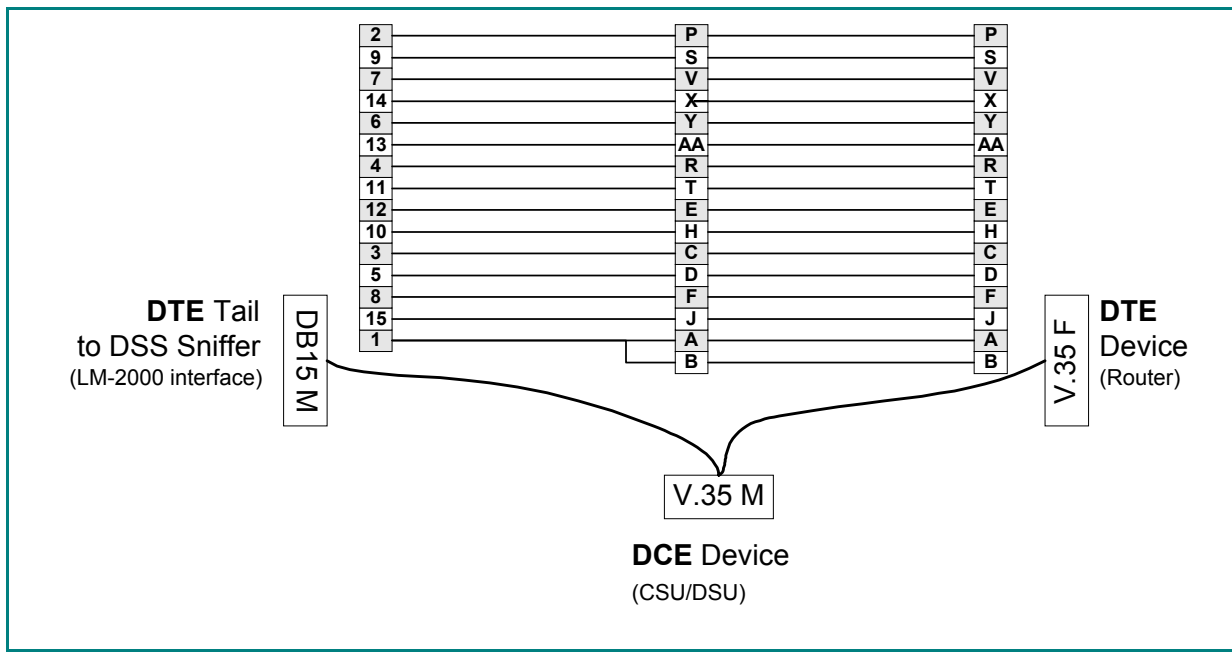 2 P P
9 S S
7 V V
14 X X
6 Y Y
13 AA AA
4 R R
11 T T
12 E E
10 H H
3 C C
5 D D
8 F F
15 J J
1 A A
B B
DTE Tail
to DSS Sniffer
(LM-2000 interface)
DB15 M
V.35 F
DTE
Device
(Router)
V.35 M
DCE Device
(CSU/DSU)